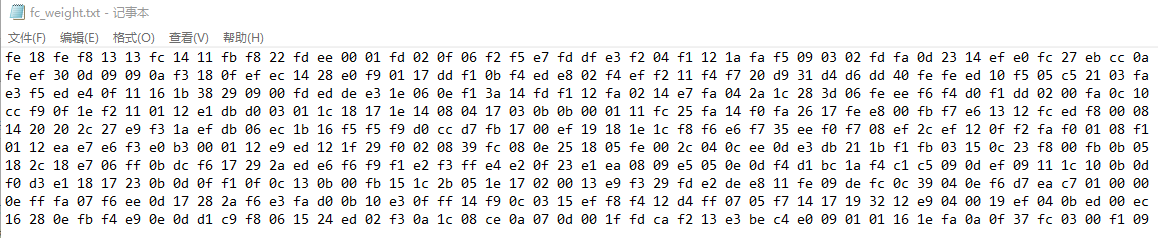 fc_weight.txt - 记事本
文件(F) 编辑(E) 格式(O) 查看(V) 帮助(H)
fe 18 fe f8 13 13 fc 14 11 fb f8 22 fd ee 00 01 fd 02 0f 06 f2 f5 e7 fd df e3 f2 04 f1 12 1a fa f5 09 03 02 fd fa 0d 23 14 ef e0 fc 27 eb cc 0a
fe ef 30 0d 09 09 0a f3 18 0f ef ec 14 28 e0 f9 01 17 dd f1 0b f4 ed e8 02 f4 ef f2 11 f4 f7 20 d9 31 d4 d6 dd 40 fe fe ed 10 f5 05 c5 21 03 fa
e3 f5 ed e4 0f 11 16 1b 38 29 09 00 fd ed de e3 1e 06 0e f1 3a 14 fd f1 12 fa 02 14 e7 fa 04 2a 1c 28 3d 06 fe ee f6 f4 d0 f1 dd 02 00 fa 0c 10
cc f9 0f 1e f2 11 01 12 e1 db d0 03 01 1c 18 17 1e 14 08 04 17 03 0b 0b 00 01 11 fc 25 fa 14 f0 fa 26 17 fe e8 00 fb f7 e6 13 12 fc ed f8 00 08
14 20 20 2c 27 e9 f3 1a ef db 06 ec 1b 16 f5 f5 f9 d0 cc d7 fb 17 00 ef 19 18 1e 1c f8 f6 e6 f7 35 ee f0 f7 08 ef 2c ef 12 0f f2 fa f0 01 08 f1
01 12 ea e7 e6 f3 e0 b3 00 01 12 e9 ed 12 1f 29 f0 02 08 39 fc 08 0e 25 18 05 fe 00 2c 04 0c ee 0d e3 db 21 1b f1 fb 03 15 0c 23 f8 00 fb 0b 05
18 2c 18 e7 06 ff 0b dc f6 17 29 2a ed e6 f6 f9 f1 e2 f3 ff e4 e2 0f 23 e1 ea 08 09 e5 05 0e 0d f4 d1 bc 1a f4 c1 c5 09 0d ef 09 11 1c 10 0b 0d
f0 d3 e1 18 17 23 0b 0d 0f f1 0f 0c 13 0b 00 fb 15 1c 2b 05 1e 17 02 00 13 e9 f3 29 fd e2 de e8 11 fe 09 de fc 0c 39 04 0e f6 d7 ea c7 01 00 00
0e ff fa 07 f6 ee 0d 17 28 2a f6 e3 fa d0 0b 10 e3 0f ff 14 f9 0c 03 15 ef f8 f4 12 d4 ff 07 05 f7 14 17 19 32 12 e9 04 00 19 ef 04 0b ed 00 ec
16 28 0e fb f4 e9 0e 0d d1 c9 f8 06 15 24 ed 02 f3 0a 1c 08 ce 0a 07 0d 00 1f fd ca f2 13 e3 be c4 e0 09 01 01 16 1e fa 0a 0f 37 fc 03 00 f1 09